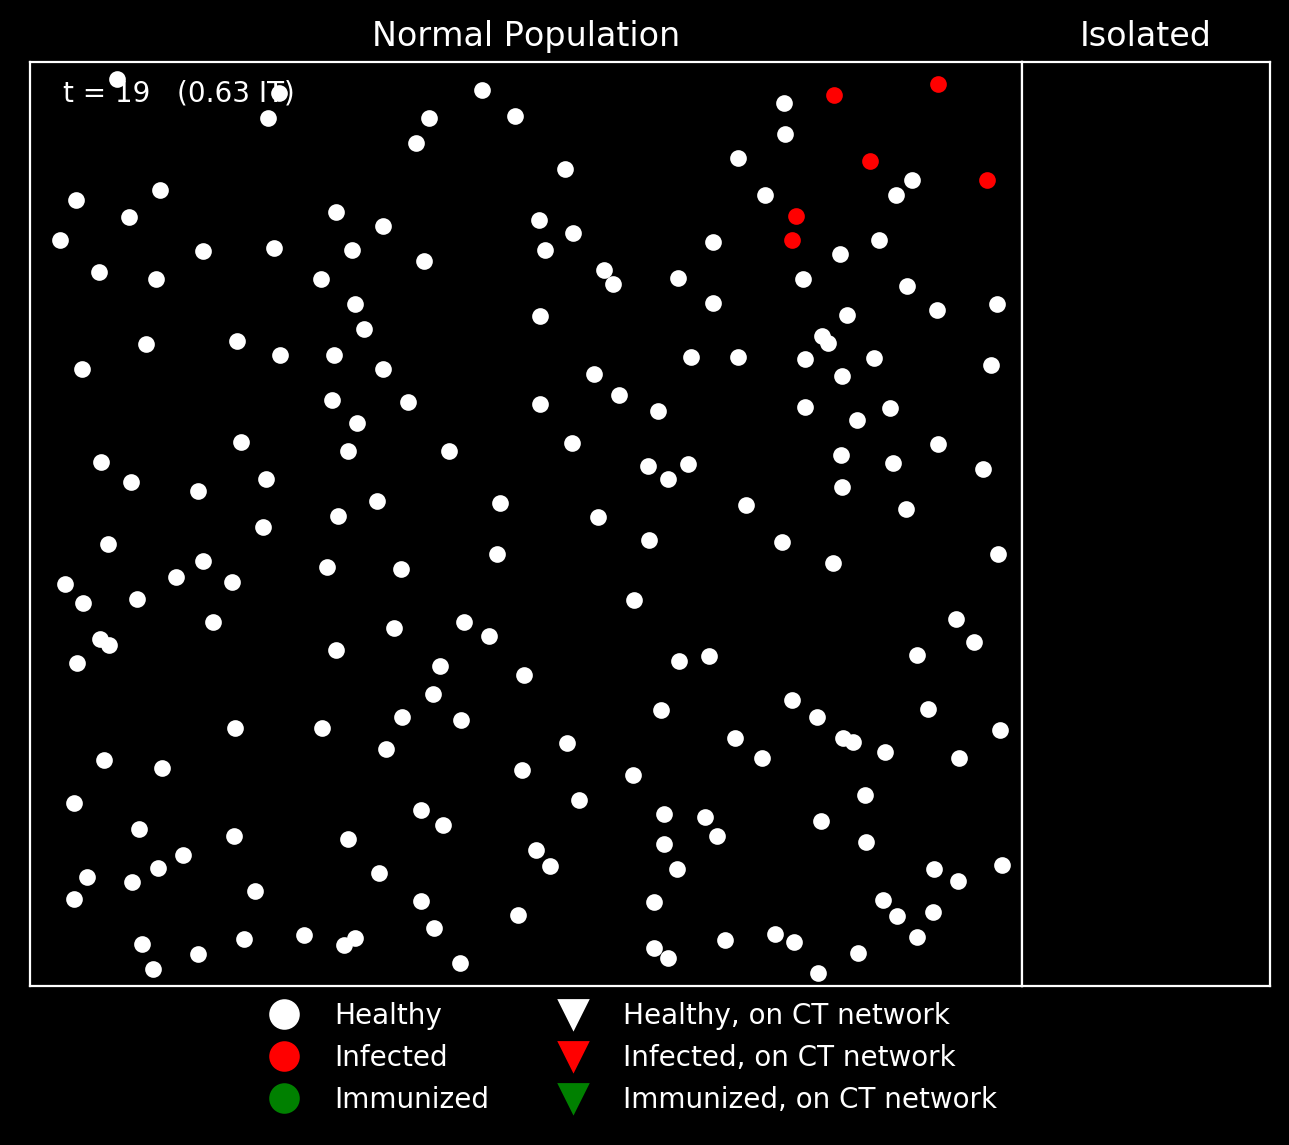 Normal Population
Isolated
t = 19 (0.63 IT)
Healthy
Healthy, on CT network
Infected
Infected, on CT network
Immunized
Immunized, on CT network